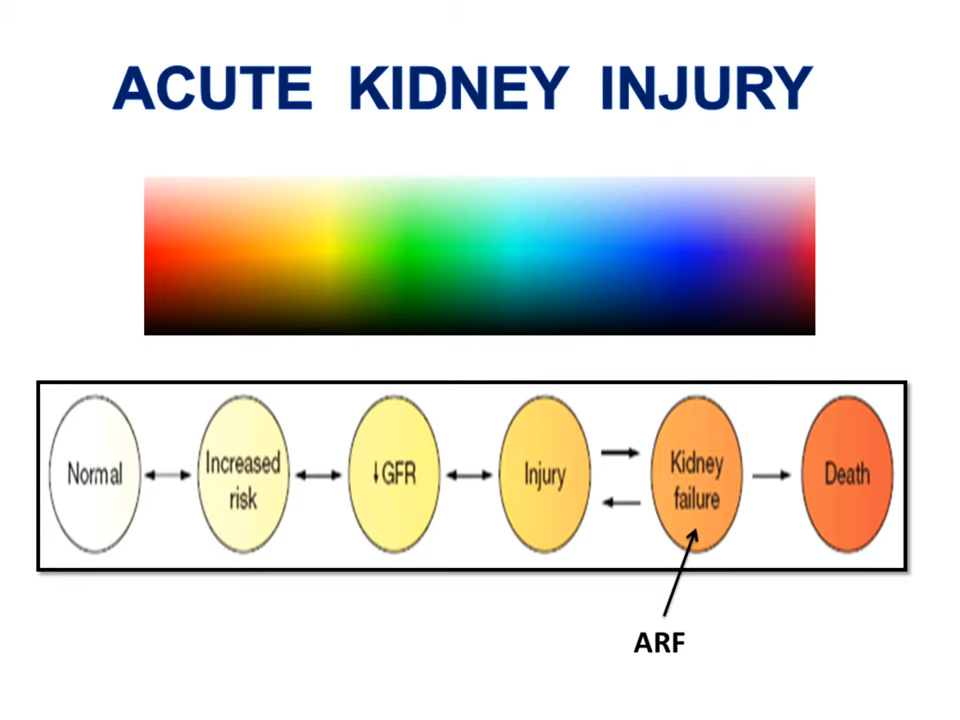 ACUTE KIDNEY INJURY
Normal
Increased
risk
↓GFR
Injury
Kidney
failure
Death
ARF